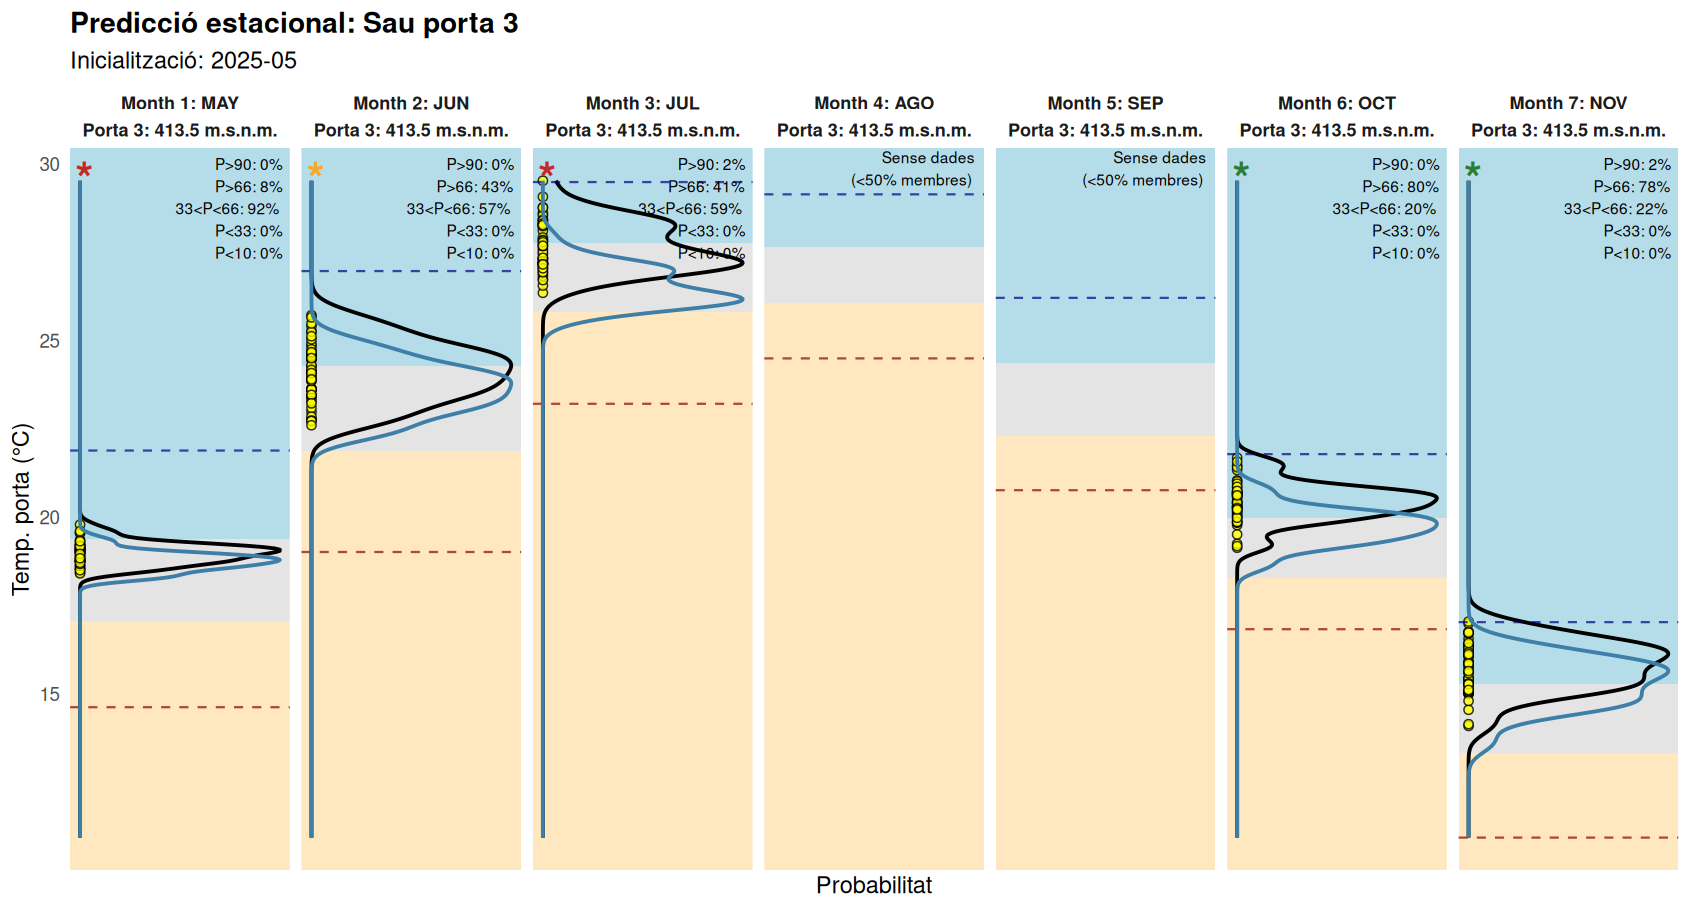 Predicció estacional: Sau porta 3
Inicialització: 2025-05
Month 1: MAY
Porta 3: 413.5 m.s.n.m.
Month 2: JUN
Porta 3: 413.5 m.s.n.m.
Month 3: JUL
Porta 3: 413.5 m.s.n.m.
Month 4: AGO
Porta 3: 413.5 m.s.n.m.
Month 5: SEP
Porta 3: 413.5 m.s.n.m.
Month 6: OCT
Porta 3: 413.5 m.s.n.m.
Month 7: NOV
Porta 3: 413.5 m.s.n.m.
Temp. porta (°C)
30
25
20
15
*
P>90: 0%
P>66: 8%
33<P<66: 92%
P<33: 0%
P<10: 0%
*
P>90: 0%
P>66: 43%
33<P<66: 57%
P<33: 0%
P<10: 0%
*
P>90: 2%
P>66: 41%
33<P<66: 59%
P<33: 0%
P<10: 0%
Sense dades
(<50% membres)
Sense dades
(<50% membres)
*
P>90: 0%
P>66: 80%
33<P<66: 20%
P<33: 0%
P<10: 0%
*
P>90: 2%
P>66: 78%
33<P<66: 22%
P<33: 0%
P<10: 0%
Probabilitat